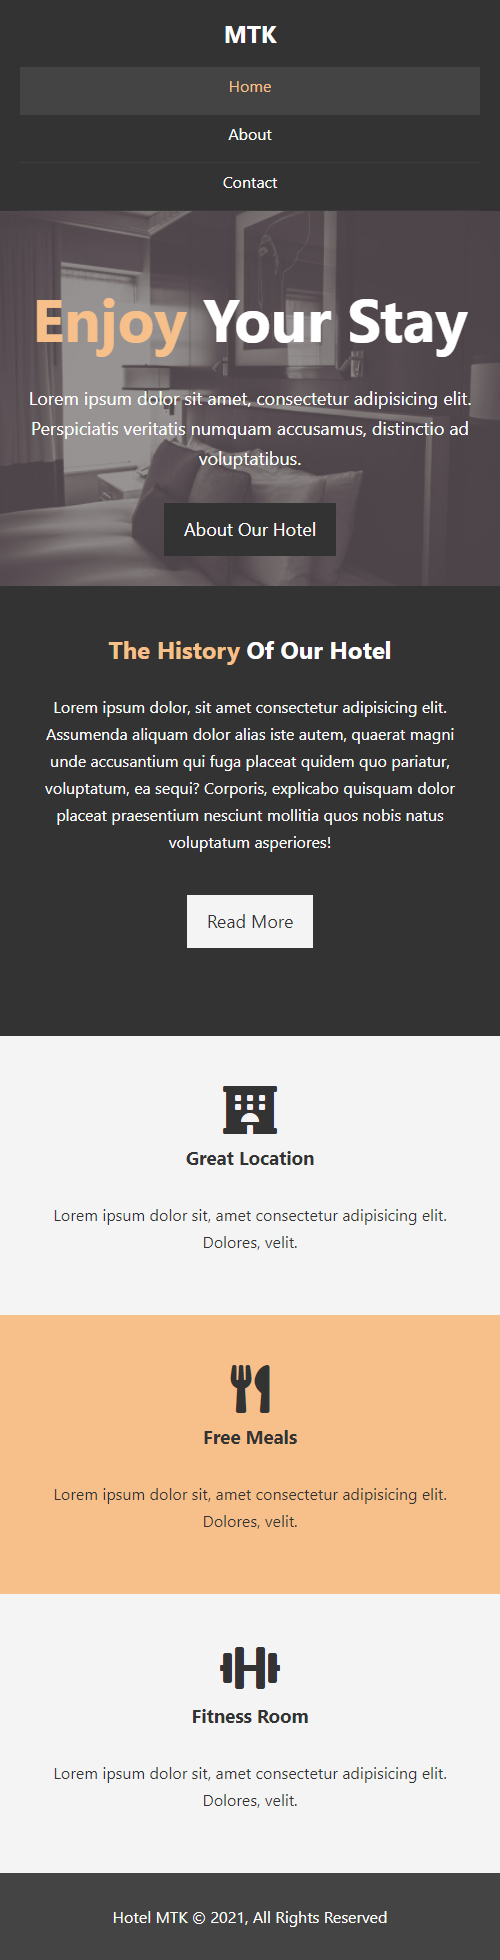 MTK
Home
About
Contact
Enjoy Your Stay
Lorem ipsum dolor sit amet, consectetur adipisicing elit.
Perspiciatis veritatis numquam accusamus, distinctio ad
voluptatibus.
About Our Hotel
The History Of Our Hotel
Lorem ipsum dolor, sit amet consectetur adipisicing elit.
Assumenda aliquam dolor alias iste autem, quaerat magni
unde accusantium qui fuga placeat quidem quo pariatur,
voluptatum, ea sequi? Corporis, explicabo quisquam dolor
placeat praesentium nesciunt mollitia quos nobis natus
voluptatum asperiores!
Read More
Great Location
Lorem ipsum dolor sit, amet consectetur adipisicing elit.
Dolores, velit.
Free Meals
Lorem ipsum dolor sit, amet consectetur adipisicing elit.
Dolores, velit.
Fitness Room
Lorem ipsum dolor sit, amet consectetur adipisicing elit.
Dolores, velit.
Hotel MTK © 2021, All Rights Reserved